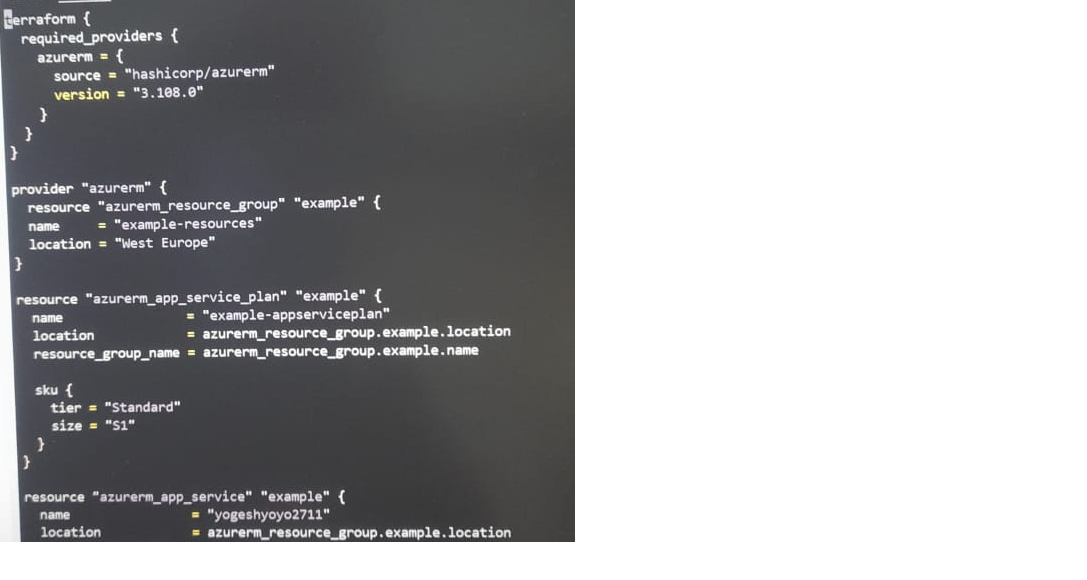 terraform {
  required_providers {
    azurerm = {
      source = "hashicorp/azurerm"
      version = "3.108.0"
    }
  }
}
provider "azurerm" {
  resource "azurerm_resource_group" "example" {
  name     = "example-resources"
  location = "West Europe"
}
resource "azurerm_app_service_plan" "example" {
  name                = "example-appserviceplan"
  location            = azurerm_resource_group.example.location
  resource_group_name = azurerm_resource_group.example.name
  sku {
    tier = "Standard"
    size = "S1"
  }
}
resource "azurerm_app_service" "example" {
  name                = "yogeshyoyo2711"
  location            = azurerm_resource_group.example.location